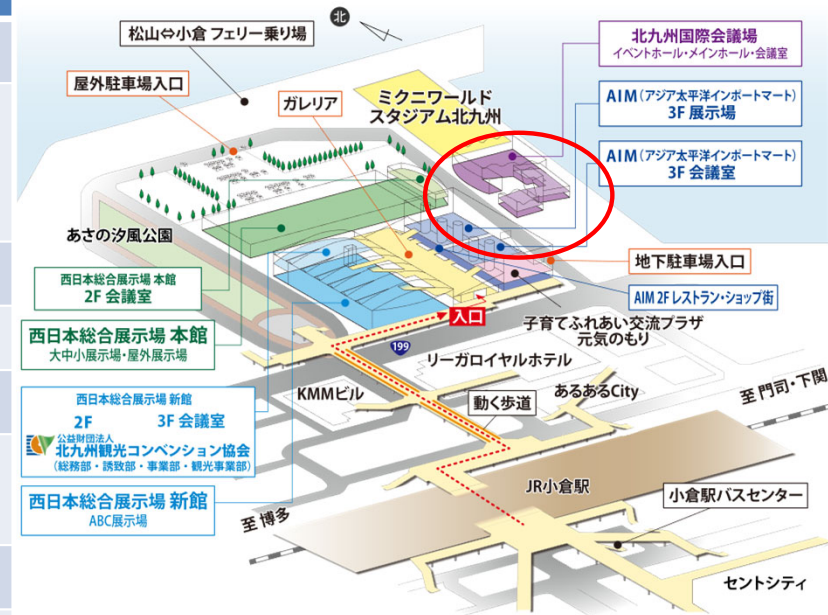 北
松山⇔小倉 フェリー乗り場
北九州国際会議場
イベントホール・メインホール・会議室
屋外駐車場入口
ガレリア
ミクニワールド
スタジアム北九州
AIM(アジア太平洋インポートマート)
3F 展示場
AIM(アジア太平洋インポートマート)
3F 会議室
あさの汐風公園
地下駐車場入口
西日本総合展示場 本館
2F 会議室
AIM 2F レストラン・ショップ街
入口
子育てふれあい交流プラザ
元気のもり
西日本総合展示場 本館
大中小展示場・屋外展示場
199
リーガロイヤルホテル
KMMビル
あるあるCity
至 門司・下関
動く歩道
西日本総合展示場 新館
2F 3F 会議室
公益財団法人
北九州観光コンベンション協会
(総務部・誘致部・事業部・観光事業部)
JR小倉駅
小倉駅バスセンター
西日本総合展示場 新館
ABC展示場
至 博多
セントシティ